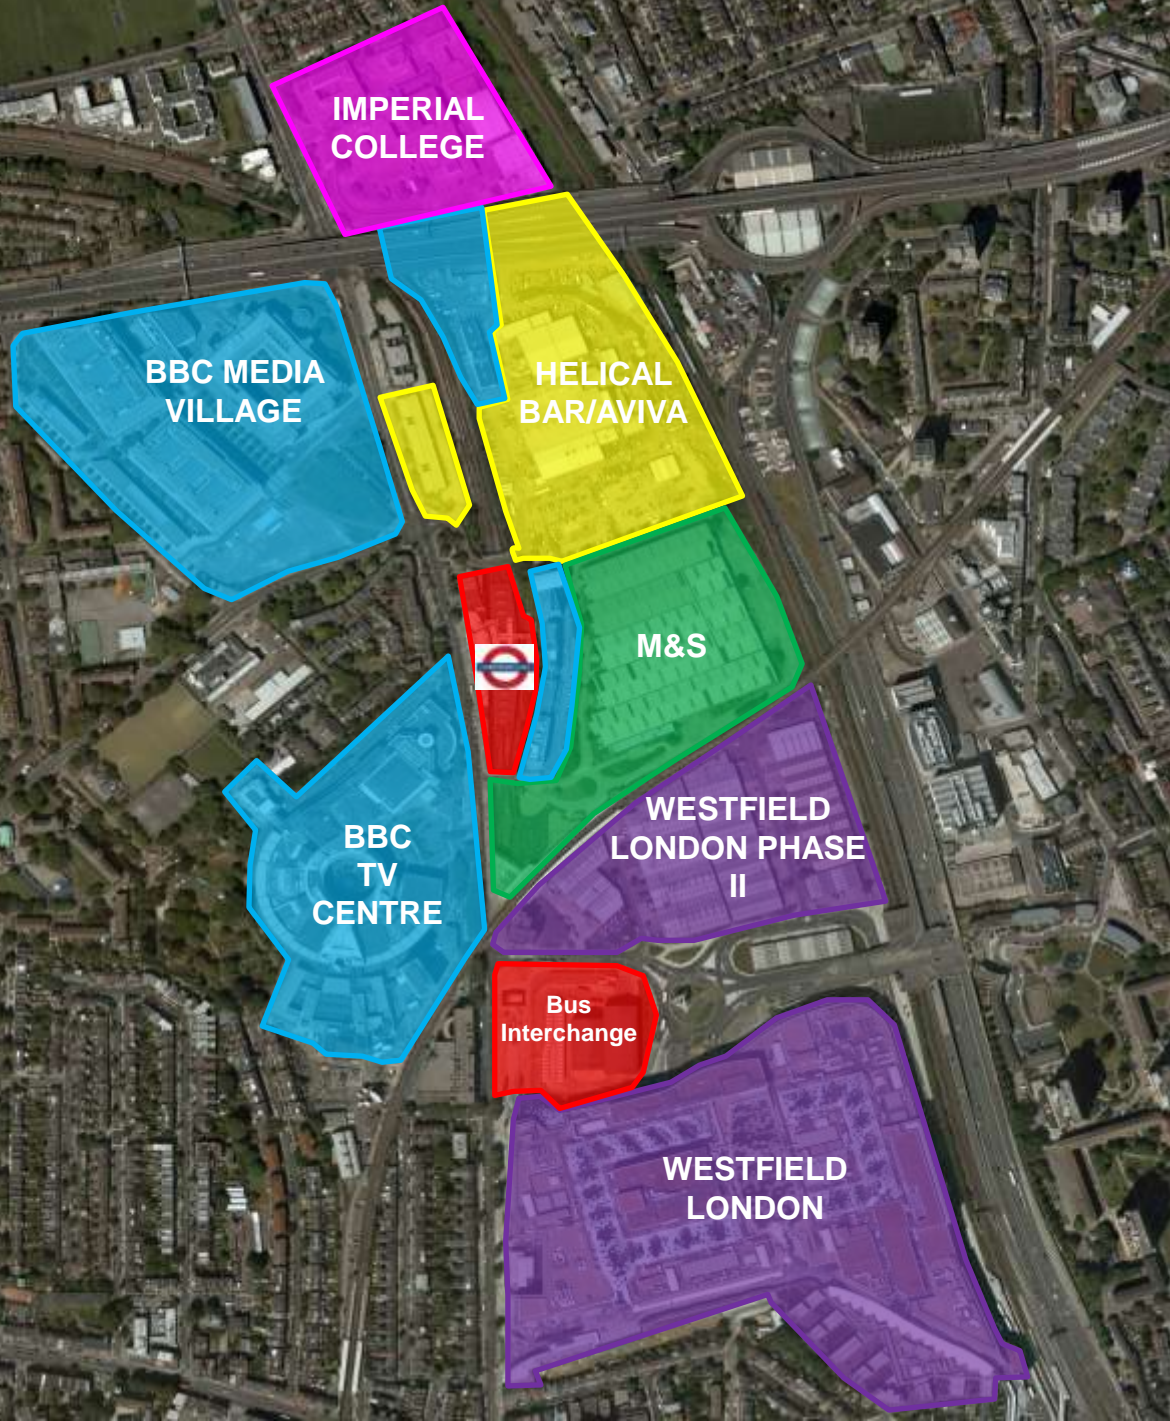 IMPERIAL
COLLEGE
BBC MEDIA
VILLAGE
HELICAL
BAR/AVIVA
M&S
WESTFIELD
LONDON PHASE
II
BBC
TV
CENTRE
Bus
Interchange
WESTFIELD
LONDON